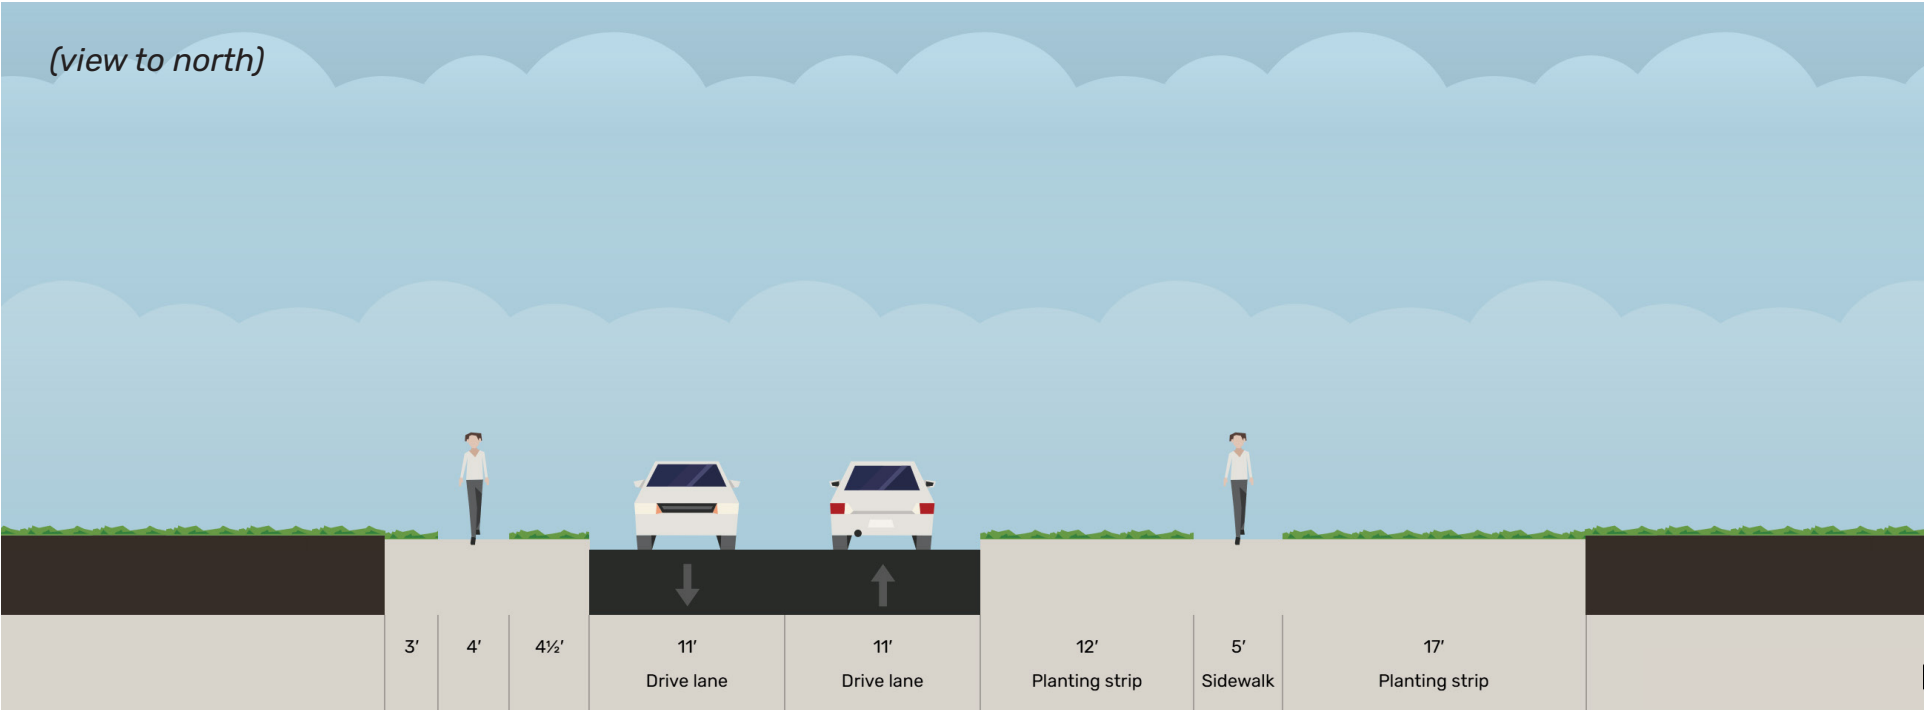 (view to north)
3′ 4′ 4½′ 11′ 11′ 12′ 5′ 17′
Drive lane Drive lane Planting strip Sidewalk Planting strip